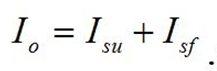 I_o = I_su + I_sf .